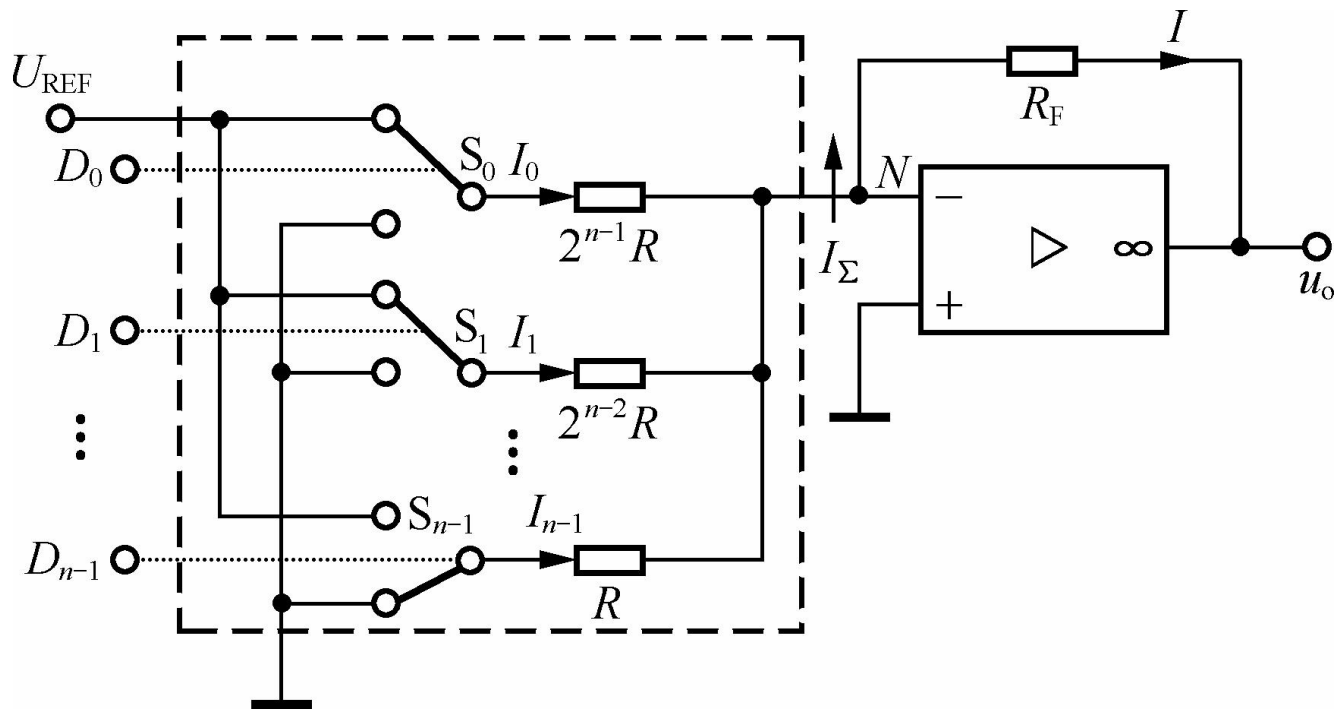 U_REF
D_0
S_0
I_0
2^{n-1}R
D_1
S_1
I_1
2^{n-2}R
⋮
⋮
D_{n-1}
S_{n-1}
I_{n-1}
R
I_Σ
N
R_F
I
−
+
▷
∞
u_o